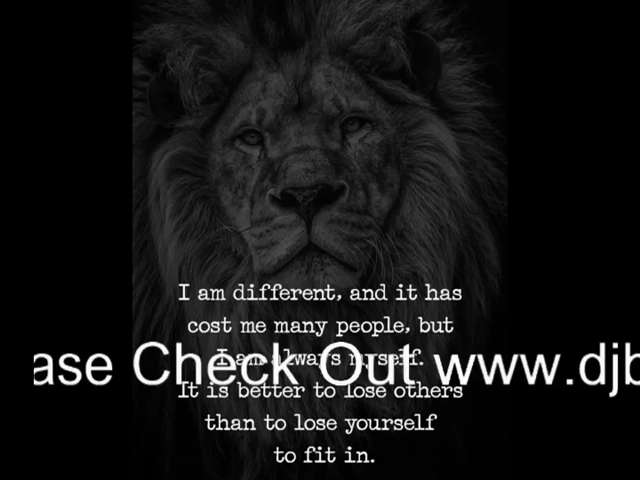 I am different, and it has
cost me many people, but
I am always myself.
ase Check Out www.djb
It is better to lose others
than to lose yourself
to fit in.